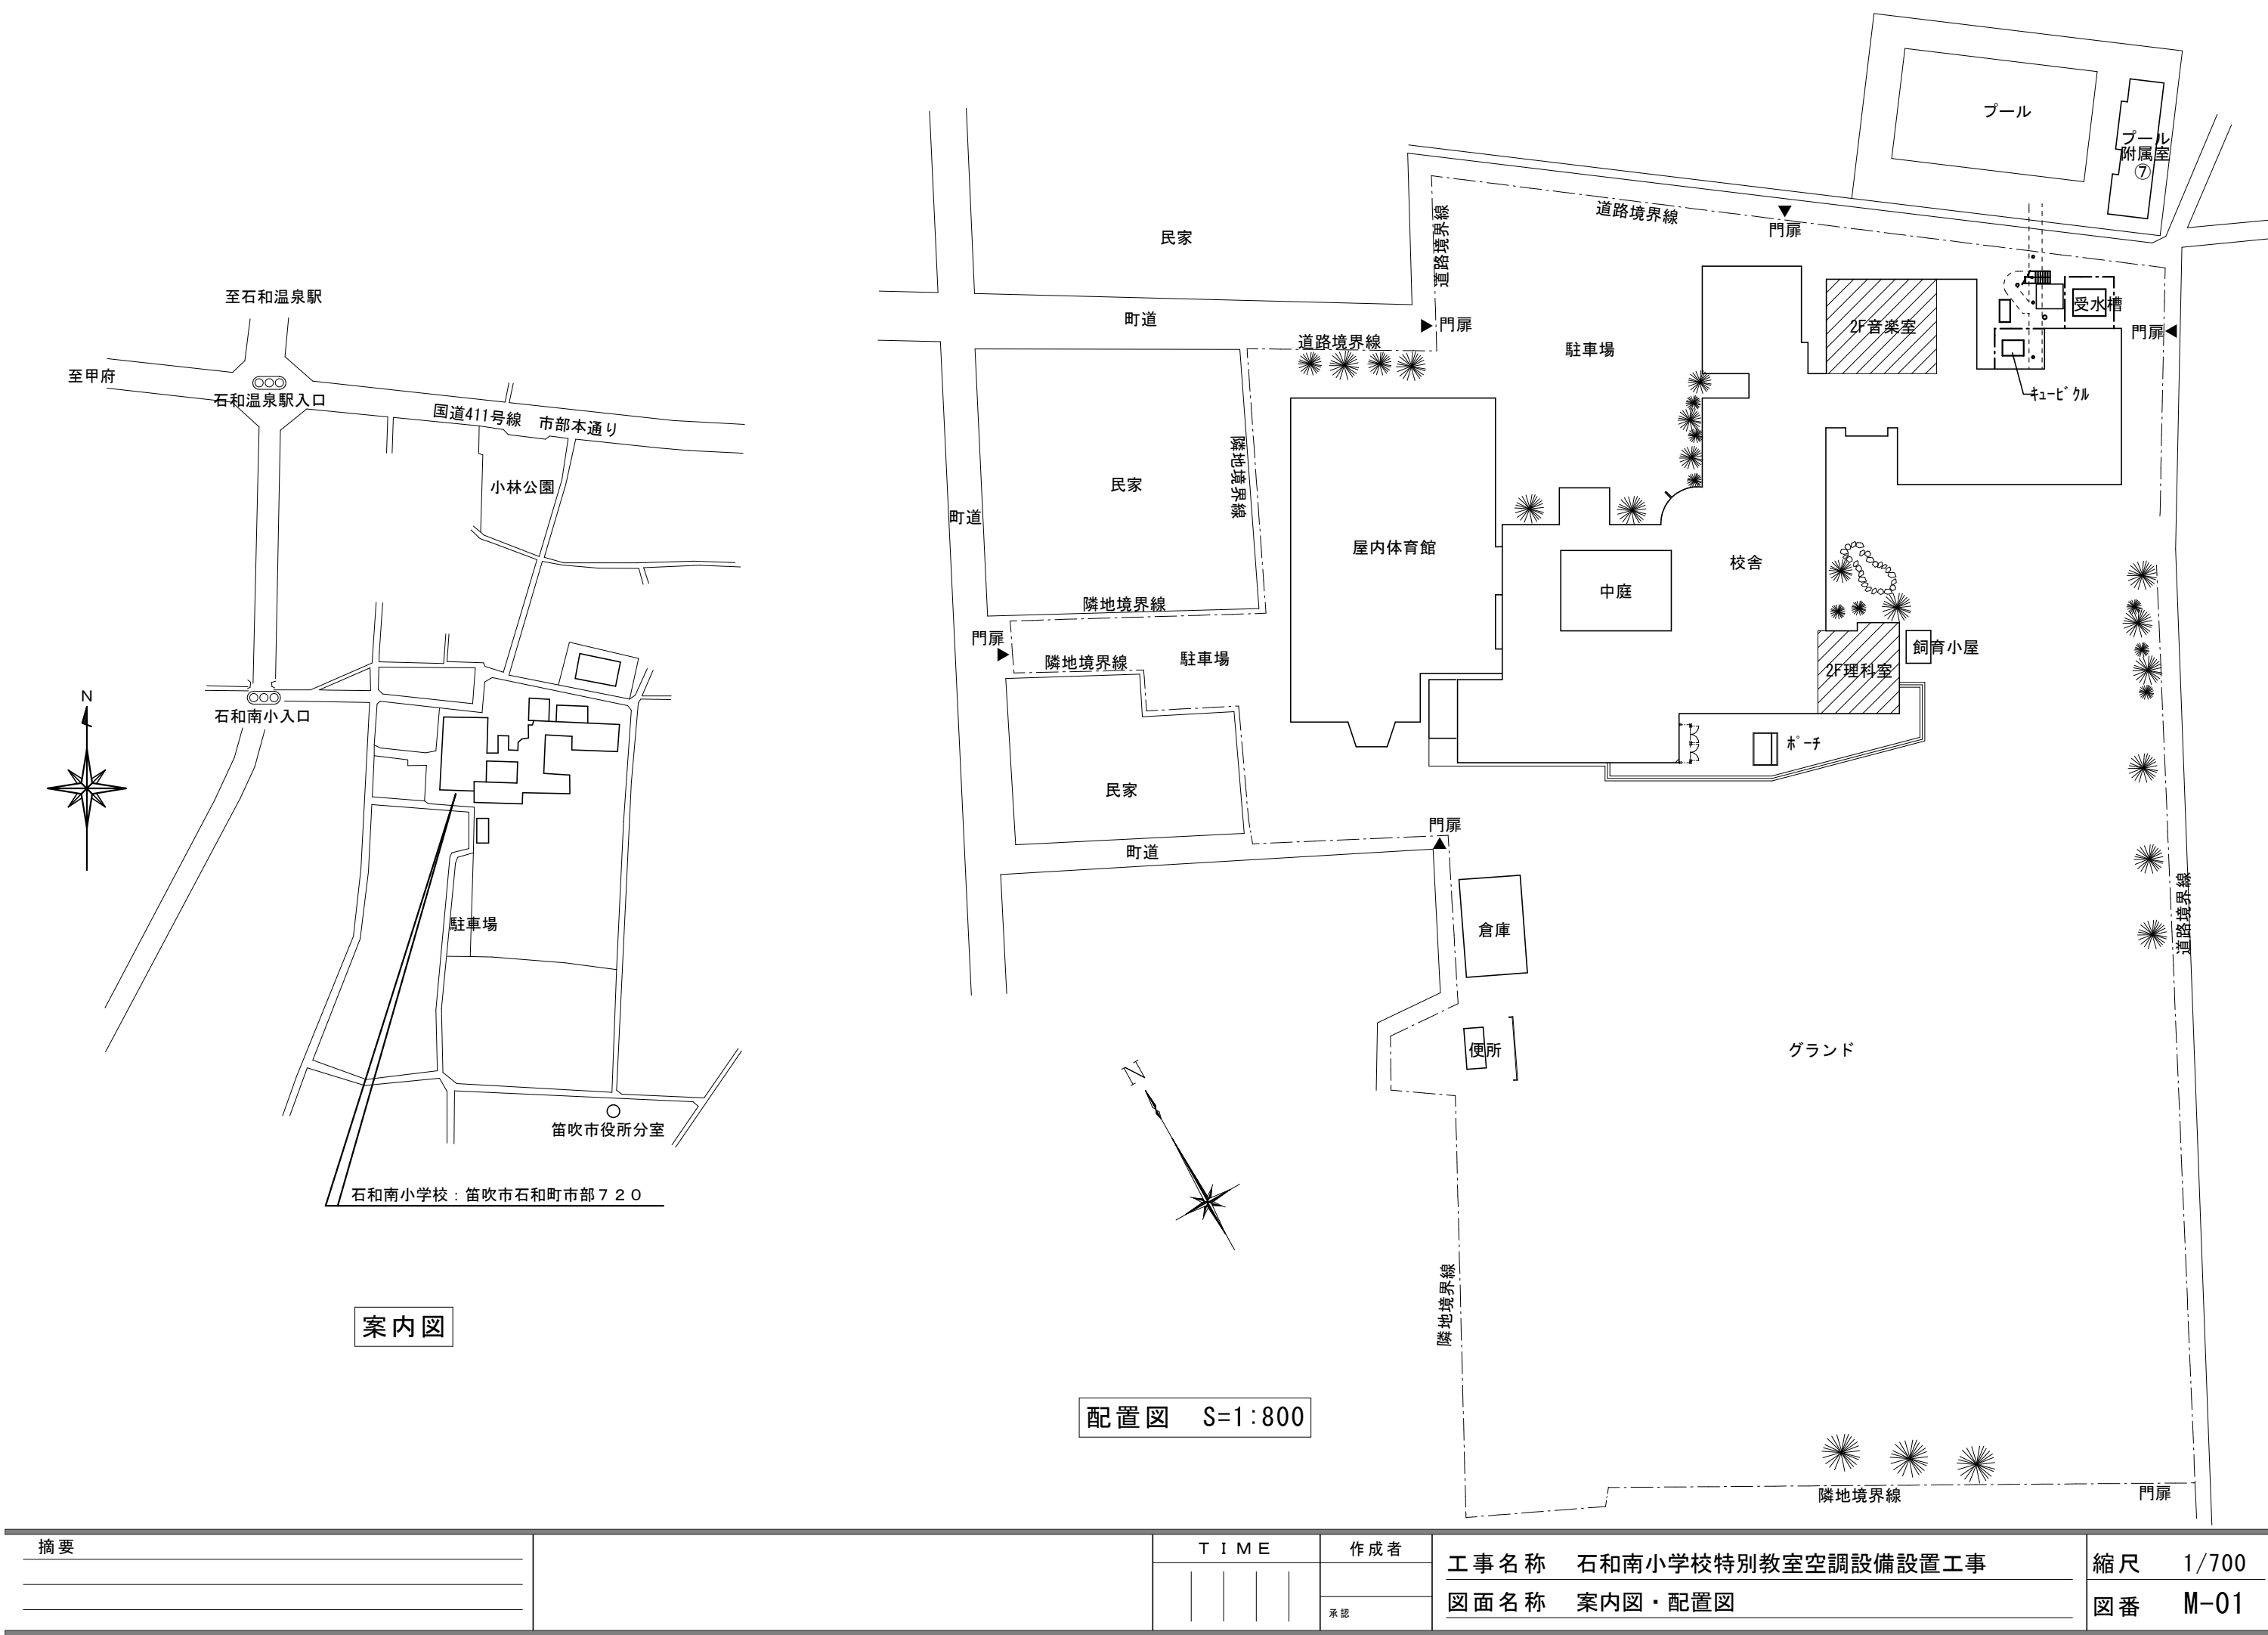 至石和温泉駅
至甲府
石和温泉駅入口
国道411号線 市部本通り
小林公園
N
石和南小入口
駐車場
笛吹市役所分室
石和南小学校：笛吹市石和町市部７２０
案内図
プール
プール
附属室
⑦
道路境界線
門扉
道路境界線
民家
町道
門扉
道路境界線
駐車場
2F音楽室
受水槽
門扉
ｷｭｰﾋﾞｸﾙ
民家
隣地境界線
町道
屋内体育館
中庭
校舎
隣地境界線
門扉
隣地境界線
駐車場
飼育小屋
2F理科室
ﾎﾟｰﾁ
民家
門扉
町道
倉庫
道路境界線
便所
グランド
N
隣地境界線
配置図 S=1:800
隣地境界線
門扉
摘要
ＴＩＭＥ
作成者
承認
工事名称 石和南小学校特別教室空調設備設置工事
図面名称 案内図・配置図
縮尺 1/700
図番 M-01